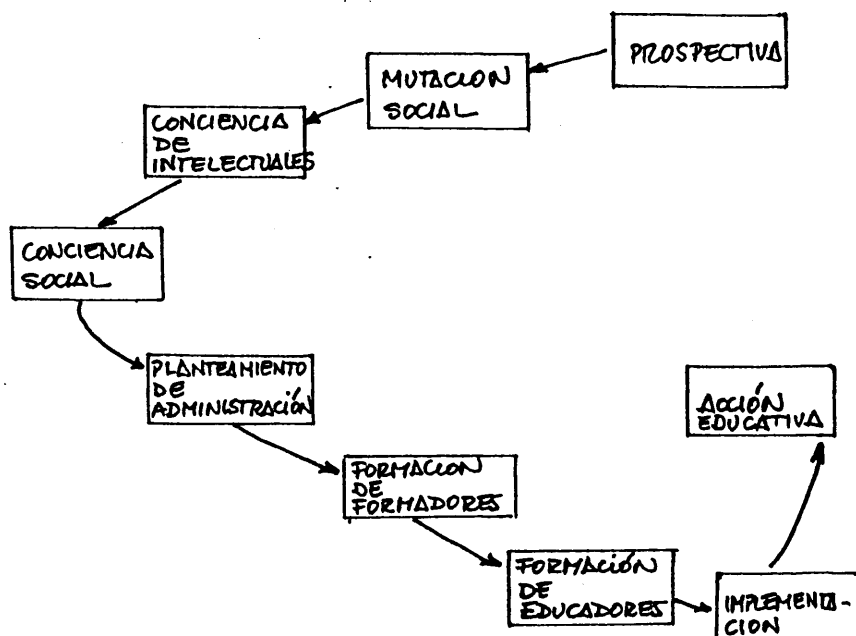 PROSPECTIVA
MUTACION
SOCIAL
CONCIENCIA
DE
INTELECTUALES
CONCIENCIA
SOCIAL
PLANTEAMIENTO
DE
ADMINISTRACIÓN
FORMACION
DE
FORMADORES
FORMACIÓN
DE
EDUCADORES
IMPLEMENTA-
CION
ACCIÓN
EDUCATIVA